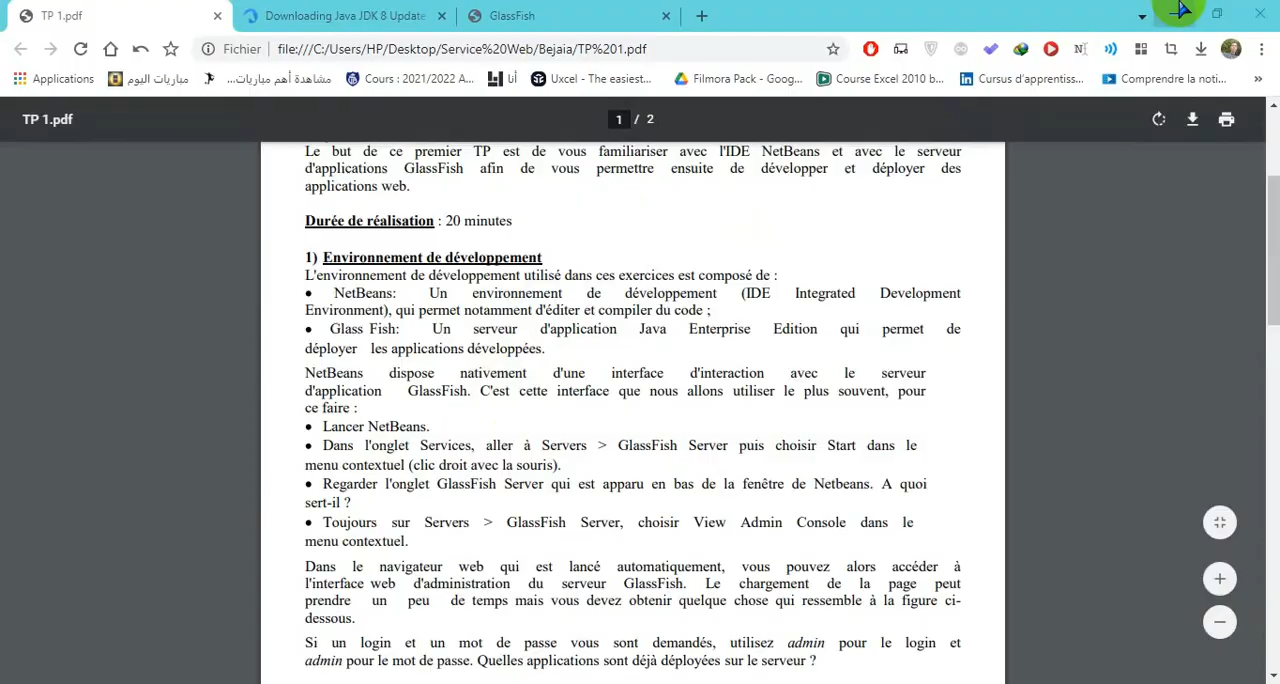 TP 1.pdf
Downloading Java JDK 8 Update
GlassFish
Fichier | file:///C:/Users/HP/Desktop/Service%20Web/Bejaia/TP%201.pdf
Applications
مباريات اليوم
مشاهدة أهم مباريات...
Cours : 2021/2022 A...
أنا
Uxcel - The easiest...
Filmora Pack - Goog...
Course Excel 2010 b...
Cursus d'apprentiss...
Comprendre la noti...
»
TP 1.pdf
1 / 2
Le but de ce premier TP est de vous familiariser avec l'IDE NetBeans et avec le serveur
d'applications GlassFish afin de vous permettre ensuite de développer et déployer des
applications web.
Durée de réalisation : 20 minutes
1) Environnement de développement
L'environnement de développement utilisé dans ces exercices est composé de :
• NetBeans: Un environnement de développement (IDE Integrated Development
Environment), qui permet notamment d'éditer et compiler du code ;
• Glass Fish: Un serveur d'application Java Enterprise Edition qui permet de
déployer les applications développées.
NetBeans dispose nativement d'une interface d'interaction avec le serveur
d'application GlassFish. C'est cette interface que nous allons utiliser le plus souvent, pour
ce faire :
• Lancer NetBeans.
• Dans l'onglet Services, aller à Servers > GlassFish Server puis choisir Start dans le
menu contextuel (clic droit avec la souris).
• Regarder l'onglet GlassFish Server qui est apparu en bas de la fenêtre de Netbeans. A quoi
sert-il ?
• Toujours sur Servers > GlassFish Server, choisir View Admin Console dans le
menu contextuel.
Dans le navigateur web qui est lancé automatiquement, vous pouvez alors accéder à
l'interface web d'administration du serveur GlassFish. Le chargement de la page peut
prendre un peu de temps mais vous devez obtenir quelque chose qui ressemble à la figure ci-
dessous.
Si un login et un mot de passe vous sont demandés, utilisez admin pour le login et
admin pour le mot de passe. Quelles applications sont déjà déployées sur le serveur ?